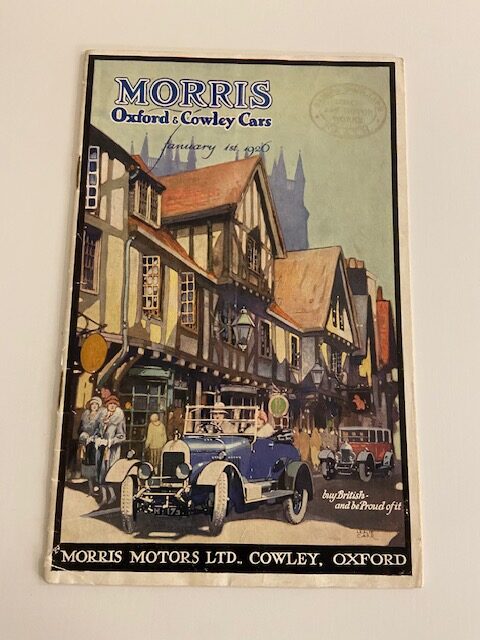 MORRIS
Oxford & Cowley Cars
January 1st 1926
buy British-
and be Proud of it
MORRIS MOTORS LTD., COWLEY, OXFORD